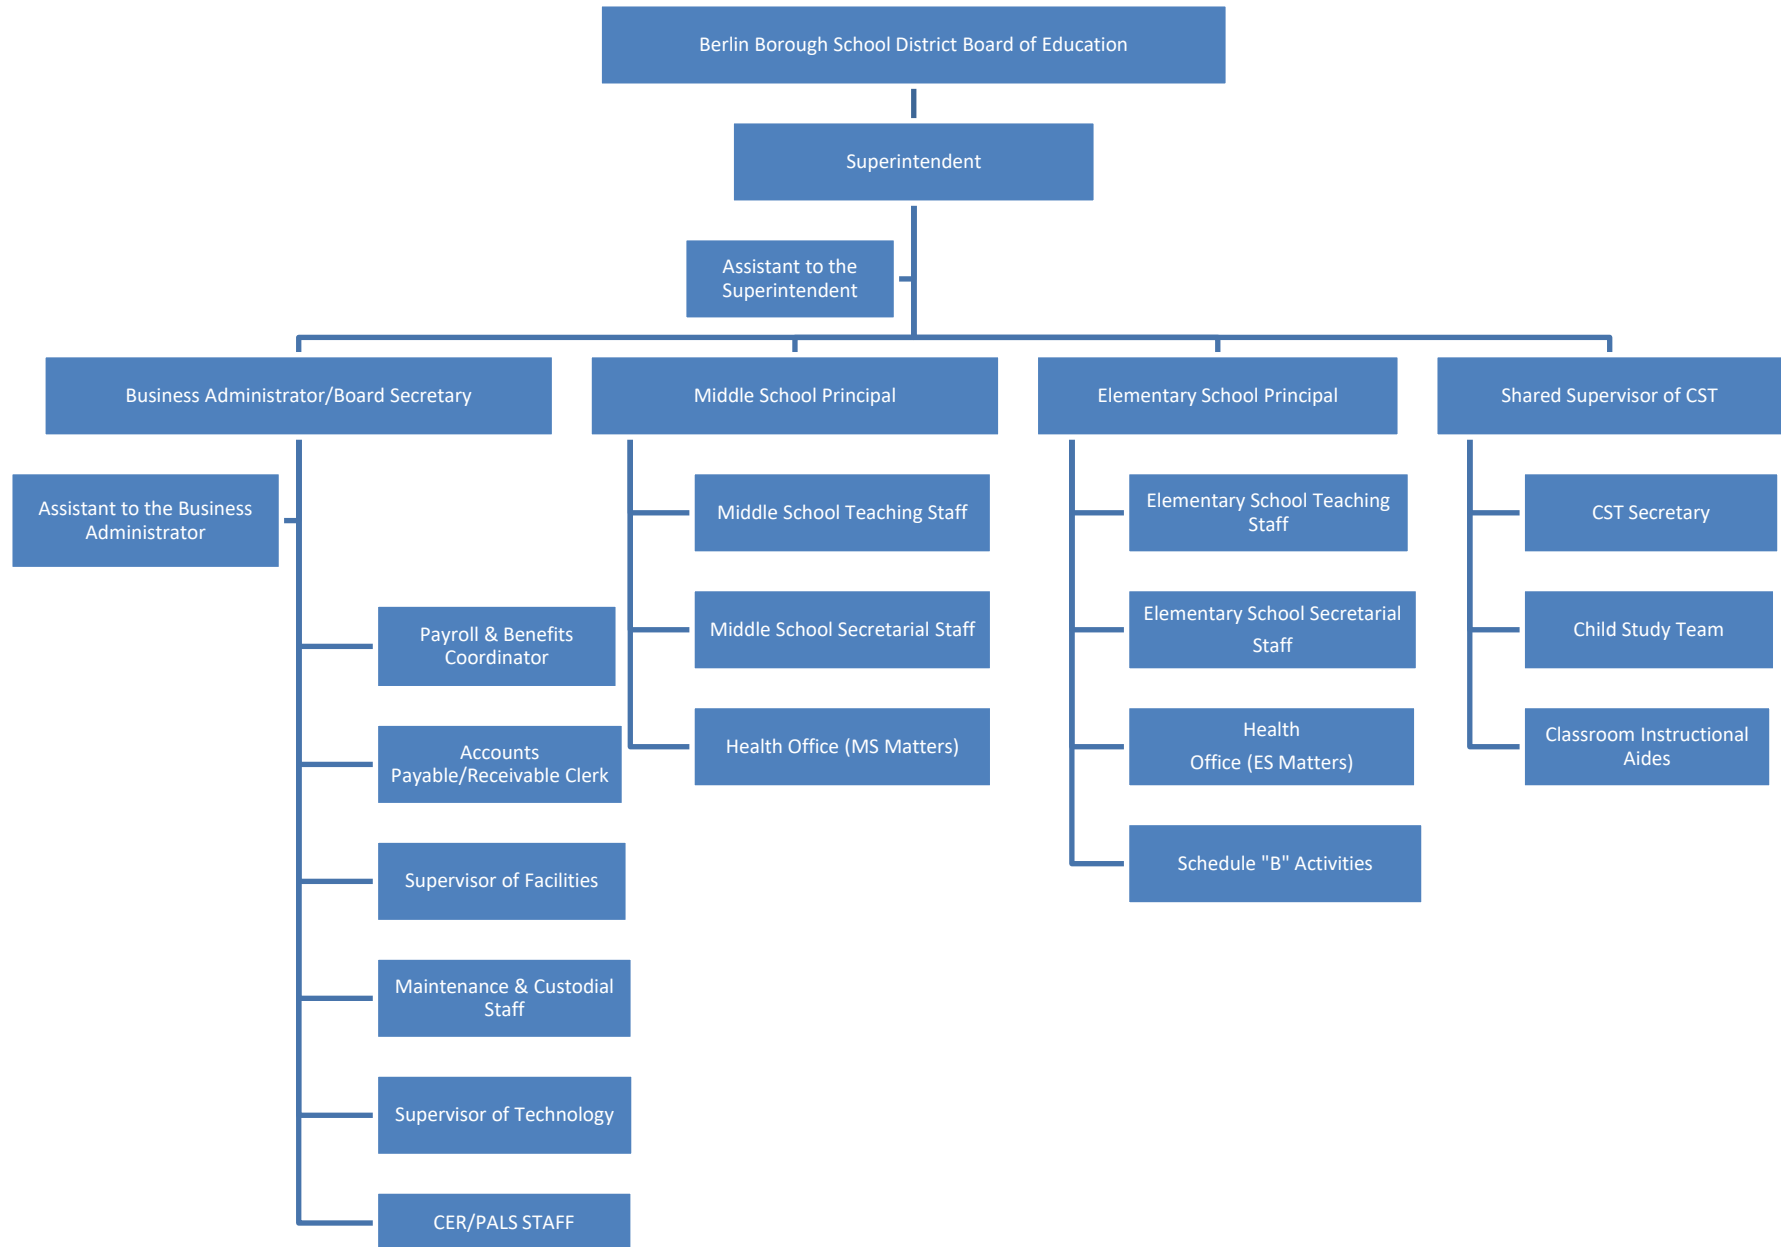 Berlin Borough School District Board of Education
Superintendent
Assistant to the
Superintendent
Business Administrator/Board Secretary
Middle School Principal
Elementary School Principal
Shared Supervisor of CST
Assistant to the Business
Administrator
Payroll & Benefits
Coordinator
Accounts
Payable/Receivable Clerk
Supervisor of Facilities
Maintenance & Custodial
Staff
Supervisor of Technology
CER/PALS STAFF
Middle School Teaching Staff
Middle School Secretarial Staff
Health Office (MS Matters)
Elementary School Teaching
Staff
Elementary School Secretarial
Staff
Health
Office (ES Matters)
Schedule "B" Activities
CST Secretary
Child Study Team
Classroom Instructional
Aides